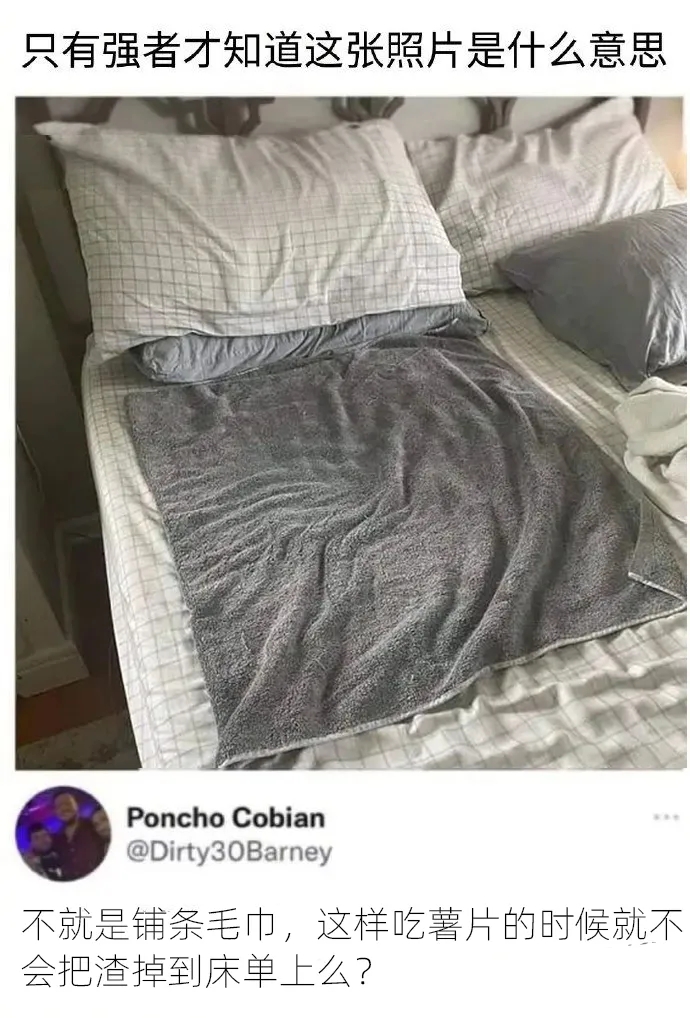 只有强者才知道这张照片是什么意思
Poncho Cobian
@Dirty30Barney
不就是铺条毛巾，这样吃薯片的时候就不
会把渣掉到床单上么？